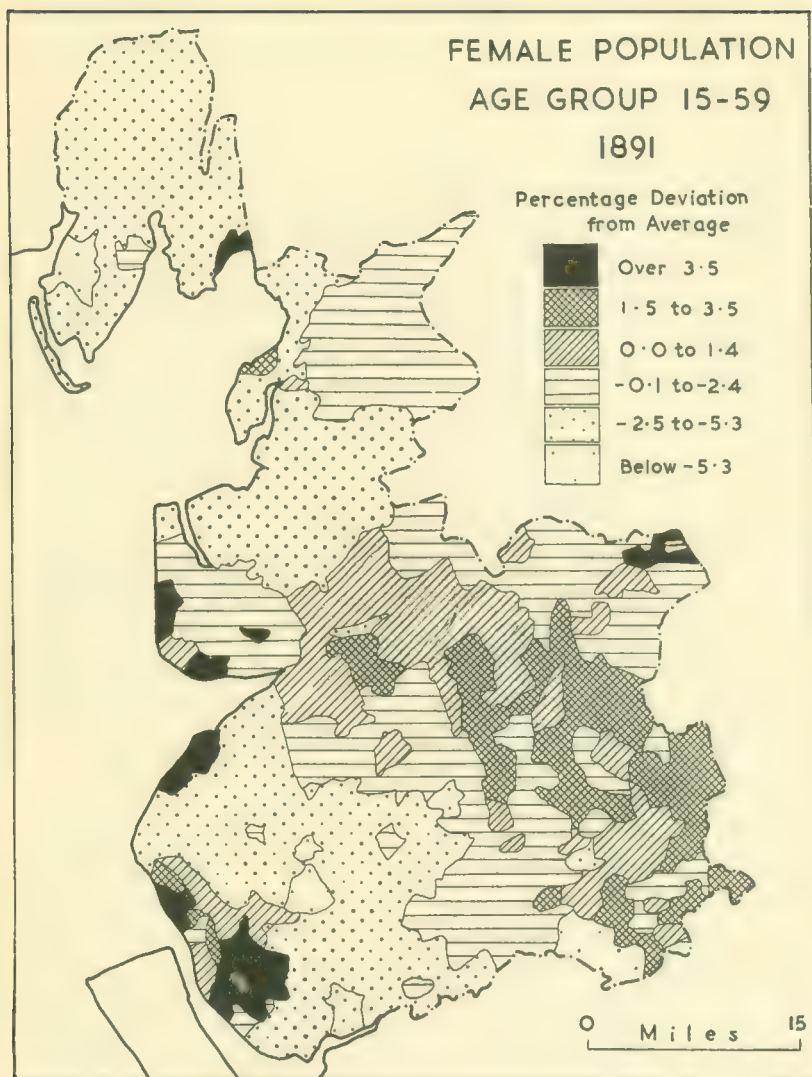 FEMALE POPULATION
AGE GROUP 15-59
1891
Percentage Deviation
from Average
Over 3·5
1·5 to 3·5
0·0 to 1·4
-0·1 to -2·4
-2·5 to -5·3
Below -5·3
0 Miles 15